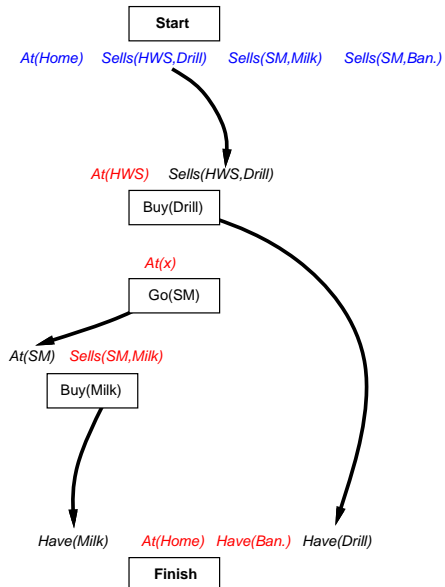 Start
At(Home) Sells(HWS,Drill) Sells(SM,Milk) Sells(SM,Ban.)
At(HWS) Sells(HWS,Drill)
Buy(Drill)
At(x)
Go(SM)
At(SM) Sells(SM,Milk)
Buy(Milk)
Have(Milk) At(Home) Have(Ban.) Have(Drill)
Finish